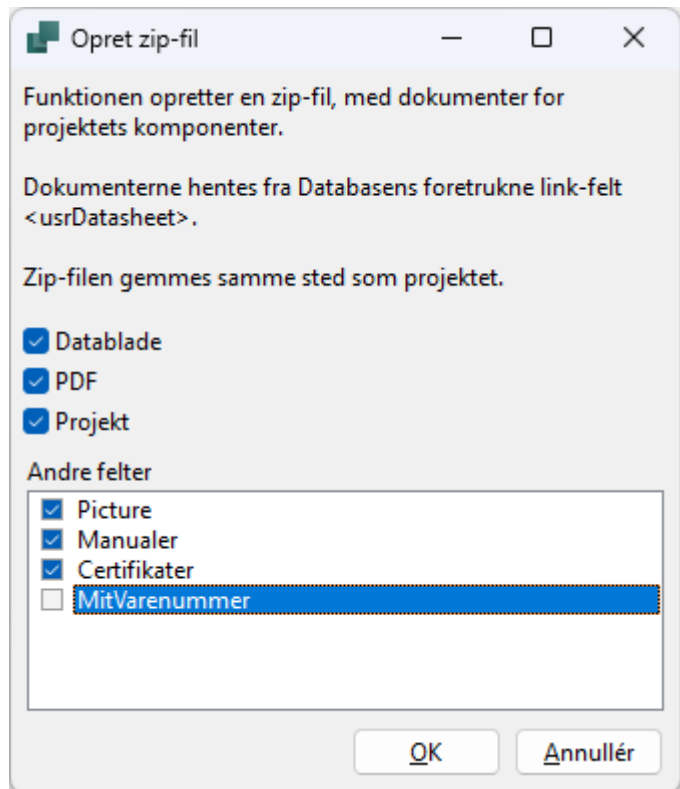 Opret zip-fil
Funktionen opretter en zip-fil, med dokumenter for
projektets komponenter.
Dokumenterne hentes fra Databasens foretrukne link-felt
<usrDatasheet>.
Zip-filen gemmes samme sted som projektet.
Datablade
PDF
Projekt
Andre felter
Picture
Manualer
Certifikater
MitVarenummer
OK
Annullér